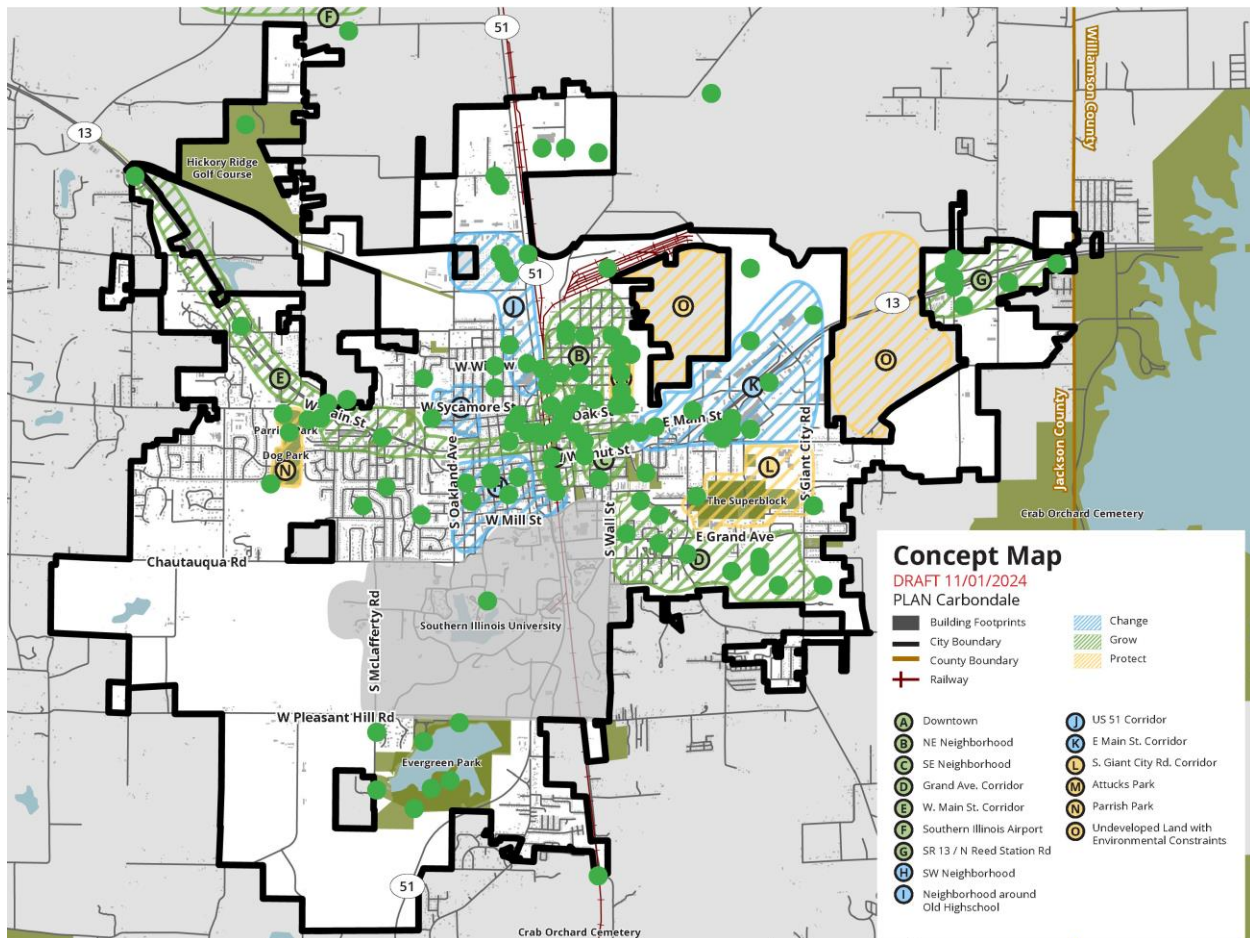 F
51
13
Hickory Ridge
Golf Course
Williamson County
51
J
O
13
G
B
O
E
K
W Main St
W Sycamore St
Oak S
E Main St
Parri
Park
Dog Park
N
S Oakland Ave
W Mill St
S Wall St
C
L
The Superblock
S Giant City Rd
E Grand Ave
D
Jackson County
Crab Orchard Cemetery
Chautauqua Rd
S McLafferty Rd
Southern Illinois University
W Pleasant Hill Rd
Evergreen Park
51
Crab Orchard Cemetery
Concept Map
DRAFT 11/01/2024
PLAN Carbondale
Building Footprints
City Boundary
County Boundary
Railway
Change
Grow
Protect
A Downtown
B NE Neighborhood
C SE Neighborhood
D Grand Ave. Corridor
E W. Main St. Corridor
F Southern Illinois Airport
G SR 13 / N Reed Station Rd
H SW Neighborhood
I Neighborhood around
Old Highschool
J US 51 Corridor
K E Main St. Corridor
L S. Giant City Rd. Corridor
M Attucks Park
N Parrish Park
O Undeveloped Land with
Environmental Constraints